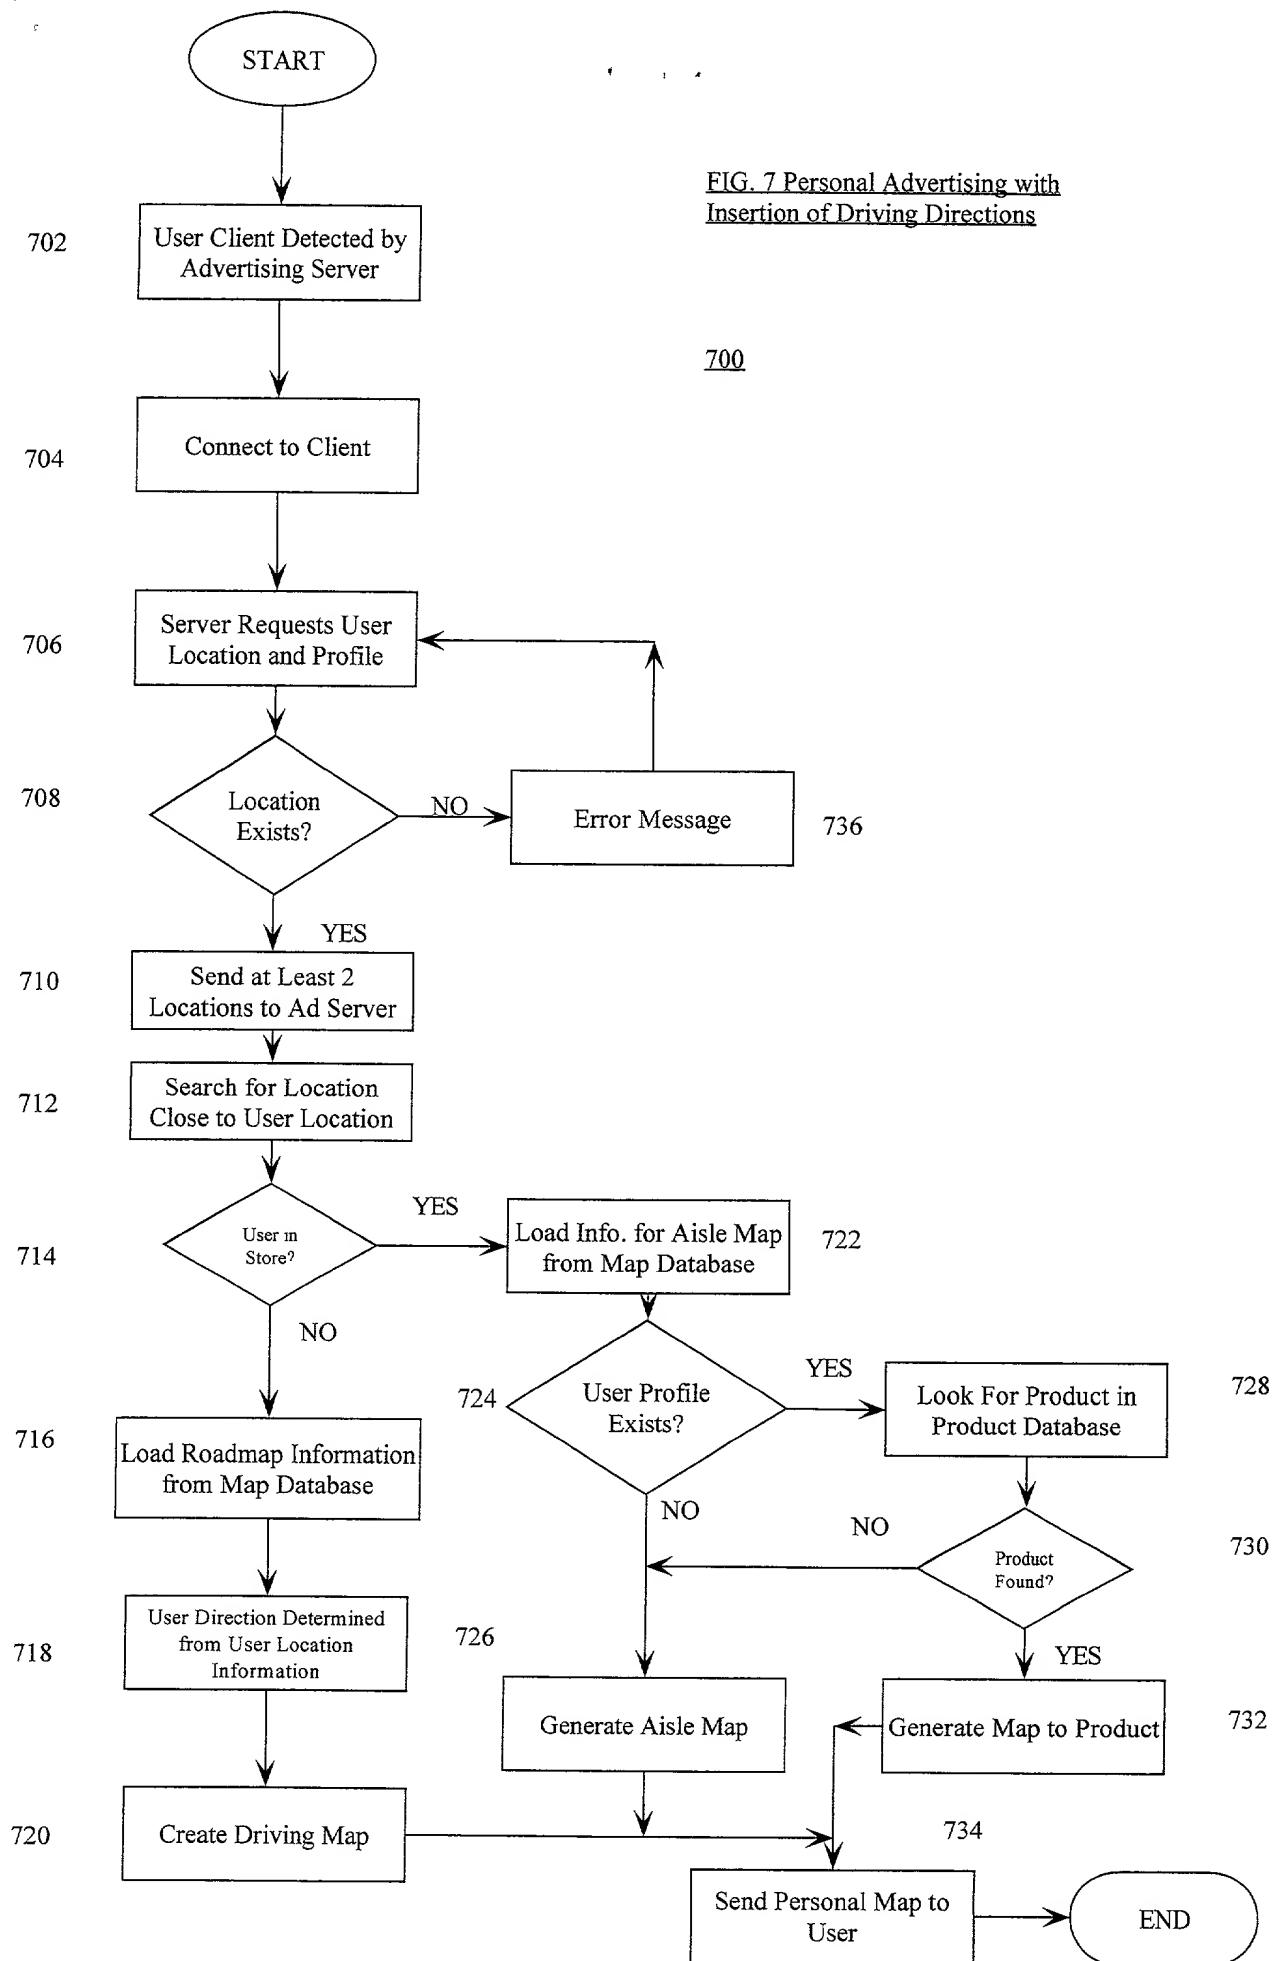 START
FIG. 7 Personal Advertising with
Insertion of Driving Directions
702
User Client Detected by
Advertising Server
700
704
Connect to Client
706
Server Requests User
Location and Profile
708
Location
Exists?
NO
Error Message
736
YES
710
Send at Least 2
Locations to Ad Server
712
Search for Location
Close to User Location
714
User in
Store?
YES
Load Info. for Aisle Map
from Map Database
722
NO
724
User Profile
Exists?
YES
Look For Product in
Product Database
728
716
Load Roadmap Information
from Map Database
NO
NO
Product
Found?
730
718
User Direction Determined
from User Location
Information
726
YES
Generate Aisle Map
Generate Map to Product
732
720
Create Driving Map
734
Send Personal Map to
User
END